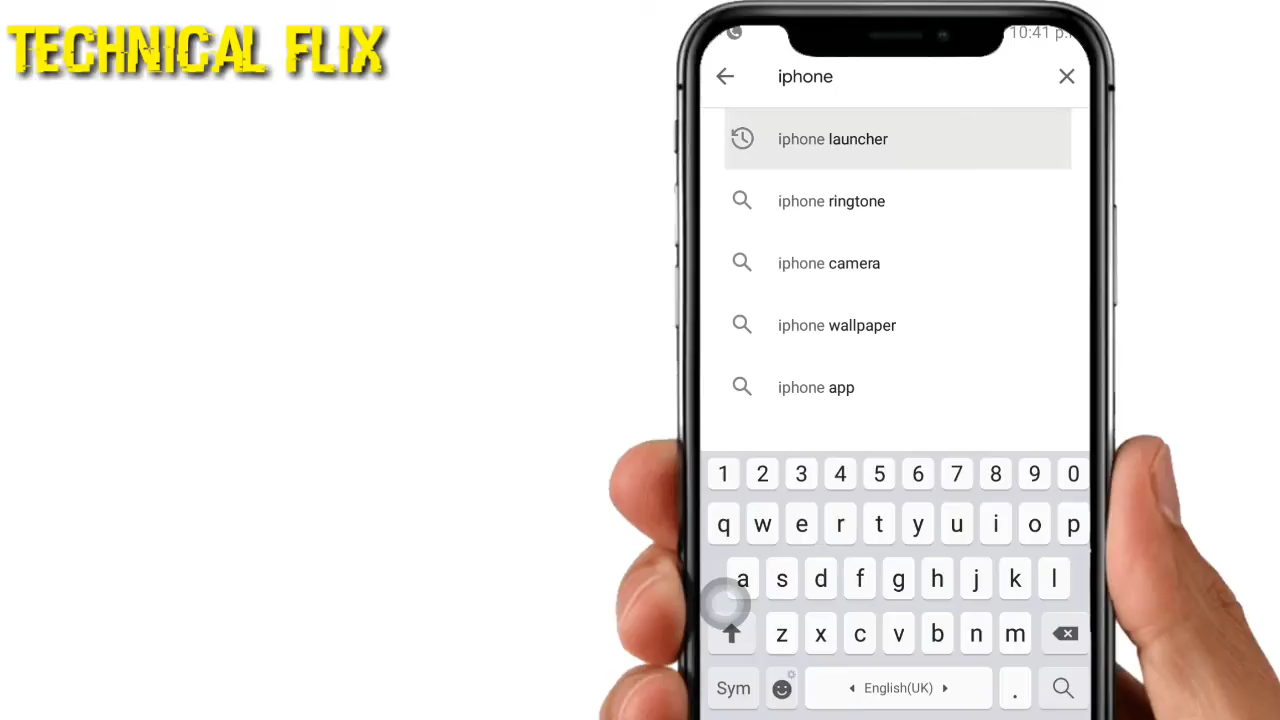 TECHNICAL FLIX
10:41 p.
iphone
iphone launcher
iphone ringtone
iphone camera
iphone wallpaper
iphone app
1 2 3 4 5 6 7 8 9 0
q w e r t y u i o p
a s d f g h j k l
z x c v b n m
Sym English(UK) .